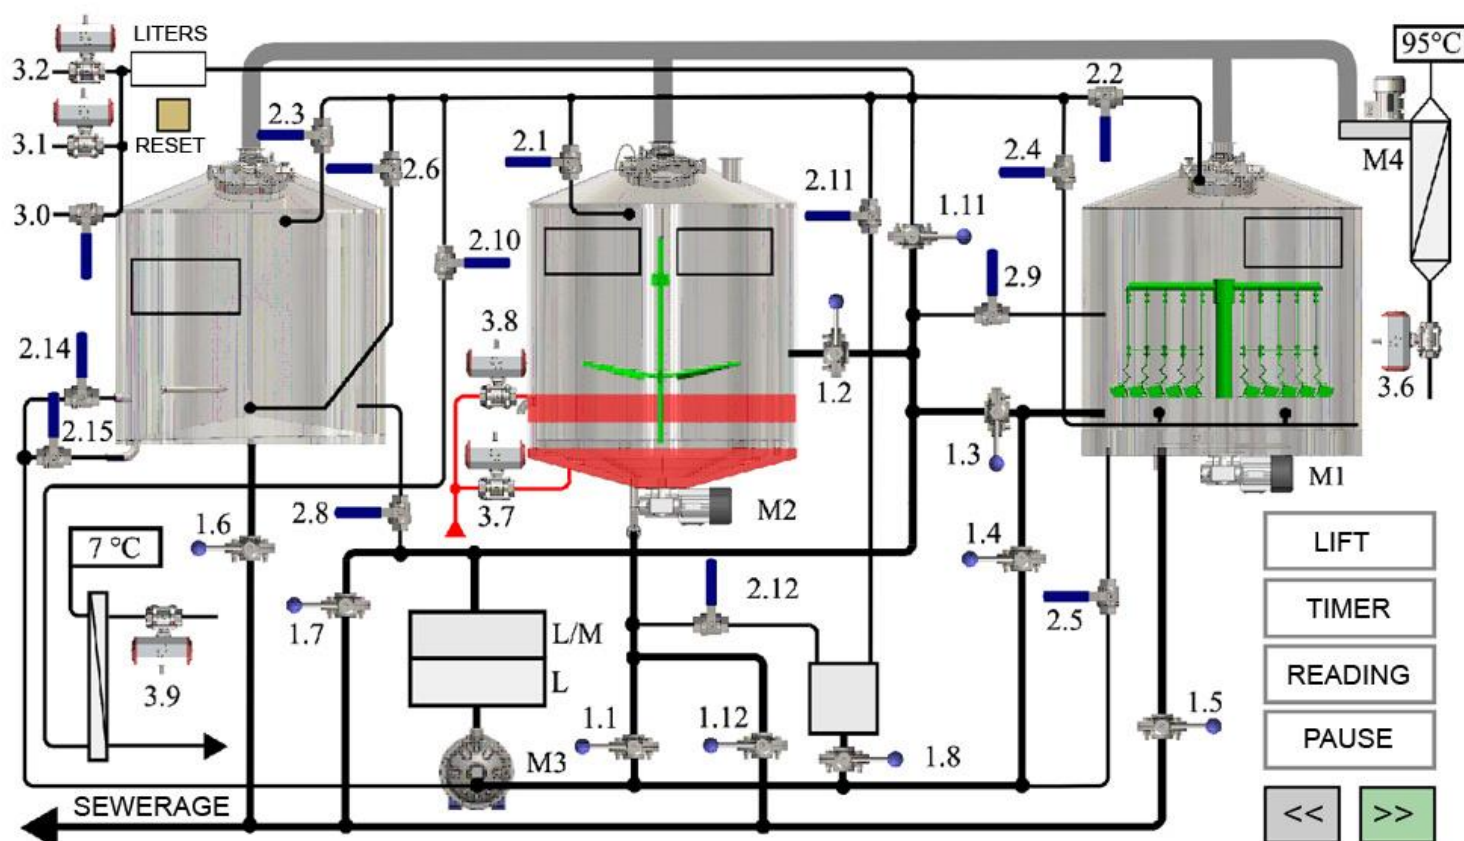 LITERS
95°C
3.2
2.2
2.3
RESET
3.1
2.6
2.1
2.4
M4
2.11
3.0
1.11
2.10
2.9
3.8
2.14
1.2
3.6
2.15
1.3
3.7
M2
M1
1.6
2.8
7 °C
1.4
LIFT
2.12
1.7
L/M
2.5
TIMER
3.9
L
READING
1.1
1.12
1.5
M3
1.8
PAUSE
SEWERAGE
<< >>